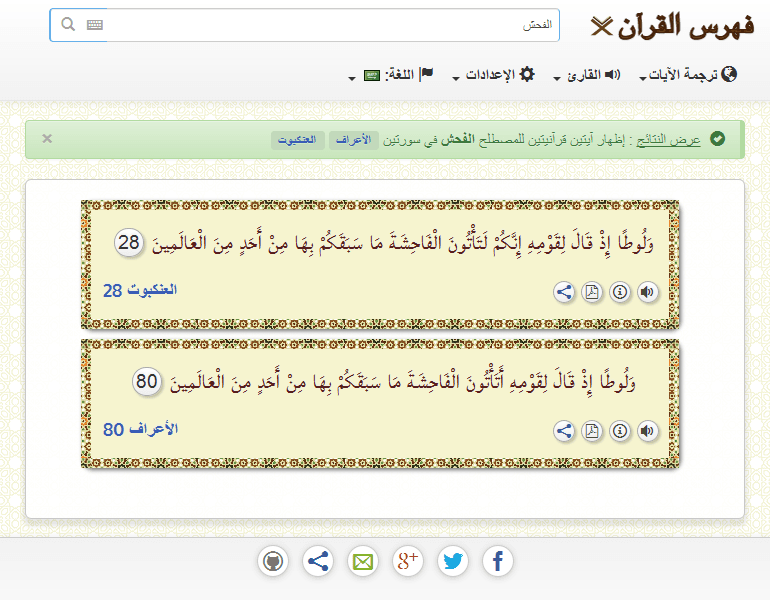 فهرس القرآن
الفحش
ترجمة الآيات
القارئ
الإعدادات
اللغة:
عرض النتائج : إظهار آيتين قرآنيتين للمصطلح الفحش في سورتين الأعراف العنكبوت
×
وَلُوطًا إِذْ قَالَ لِقَوْمِهِ إِنَّكُمْ لَتَأْتُونَ الْفَاحِشَةَ مَا سَبَقَكُمْ بِهَا مِنْ أَحَدٍ مِنَ الْعَالَمِينَ 28
العنكبوت 28
وَلُوطًا إِذْ قَالَ لِقَوْمِهِ أَتَأْتُونَ الْفَاحِشَةَ مَا سَبَقَكُمْ بِهَا مِنْ أَحَدٍ مِنَ الْعَالَمِينَ 80
الأعراف 80